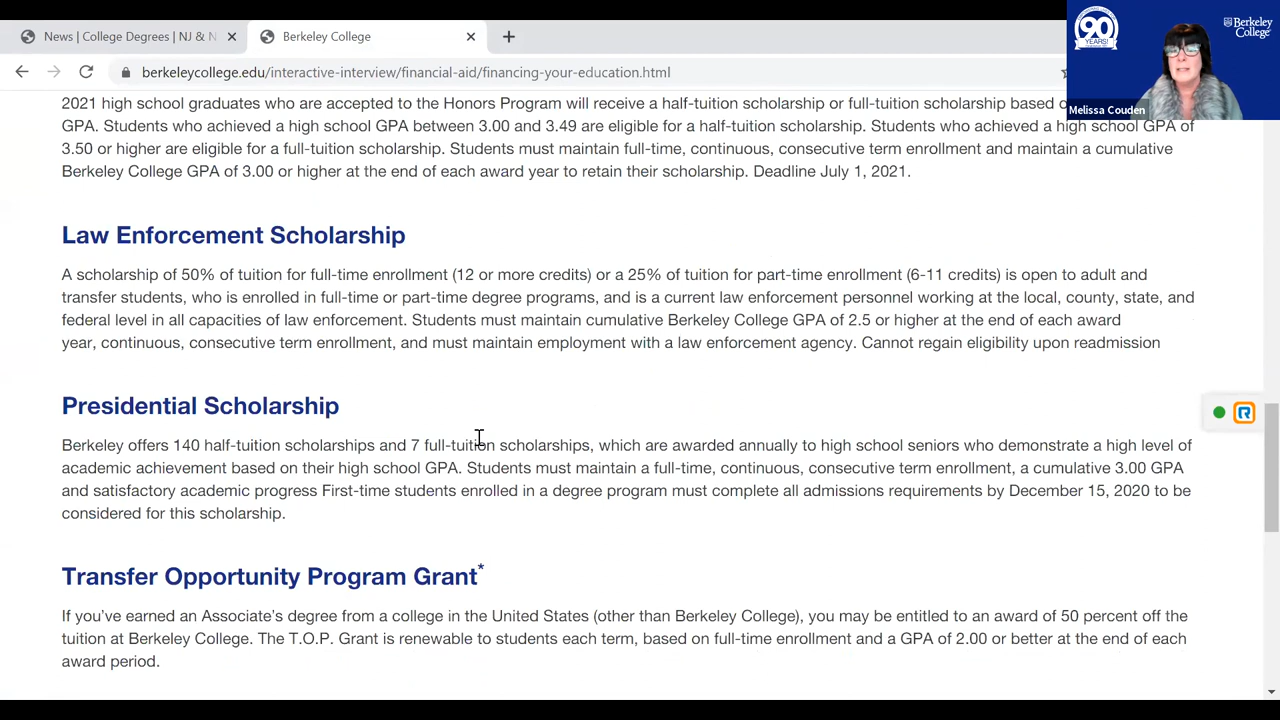 News | College Degrees | NJ & N
Berkeley College
berkeleycollege.edu/interactive-interview/financial-aid/financing-your-education.html
90
YEARS!
Berkeley
College
Melissa Couden
2021 high school graduates who are accepted to the Honors Program will receive a half-tuition scholarship or full-tuition scholarship based o
GPA. Students who achieved a high school GPA between 3.00 and 3.49 are eligible for a half-tuition scholarship. Students who achieved a high school GPA of
3.50 or higher are eligible for a full-tuition scholarship. Students must maintain full-time, continuous, consecutive term enrollment and maintain a cumulative
Berkeley College GPA of 3.00 or higher at the end of each award year to retain their scholarship. Deadline July 1, 2021.
Law Enforcement Scholarship
A scholarship of 50% of tuition for full-time enrollment (12 or more credits) or a 25% of tuition for part-time enrollment (6-11 credits) is open to adult and
transfer students, who is enrolled in full-time or part-time degree programs, and is a current law enforcement personnel working at the local, county, state, and
federal level in all capacities of law enforcement. Students must maintain cumulative Berkeley College GPA of 2.5 or higher at the end of each award
year, continuous, consecutive term enrollment, and must maintain employment with a law enforcement agency. Cannot regain eligibility upon readmission
Presidential Scholarship
Berkeley offers 140 half-tuition scholarships and 7 full-tuition scholarships, which are awarded annually to high school seniors who demonstrate a high level of
academic achievement based on their high school GPA. Students must maintain a full-time, continuous, consecutive term enrollment, a cumulative 3.00 GPA
and satisfactory academic progress First-time students enrolled in a degree program must complete all admissions requirements by December 15, 2020 to be
considered for this scholarship.
Transfer Opportunity Program Grant*
If you've earned an Associate's degree from a college in the United States (other than Berkeley College), you may be entitled to an award of 50 percent off the
tuition at Berkeley College. The T.O.P. Grant is renewable to students each term, based on full-time enrollment and a GPA of 2.00 or better at the end of each
award period.